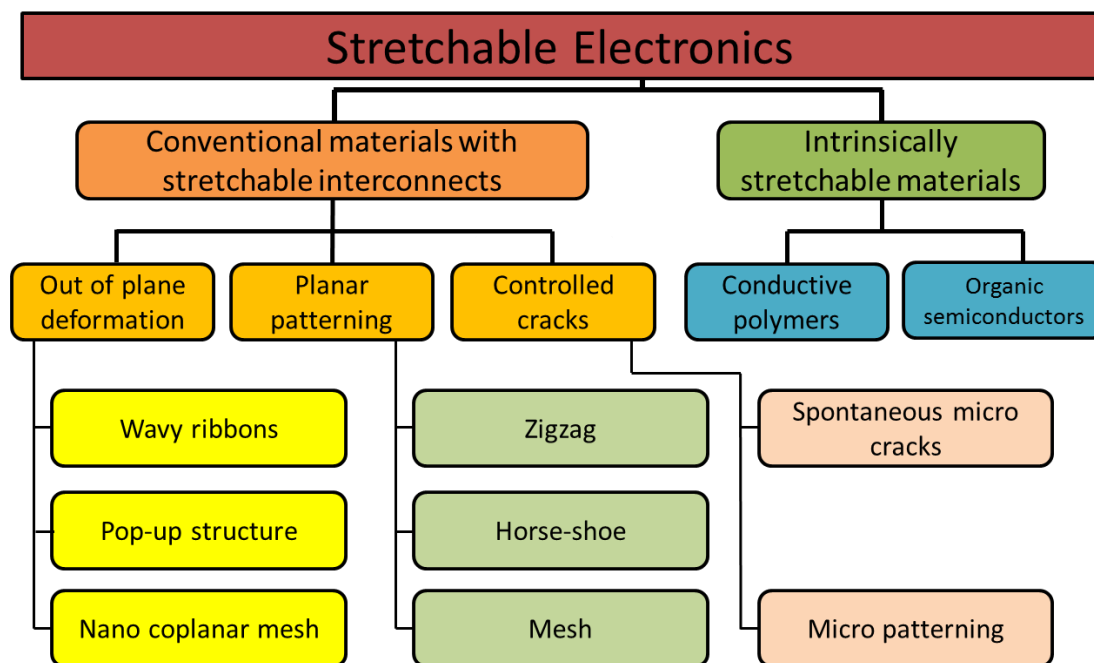 Stretchable Electronics
Conventional materials with
stretchable interconnects
Intrinsically
stretchable materials
Out of plane
deformation
Planar
patterning
Controlled
cracks
Conductive
polymers
Organic
semiconductors
Wavy ribbons
Zigzag
Spontaneous micro
cracks
Pop-up structure
Horse-shoe
Nano coplanar mesh
Mesh
Micro patterning